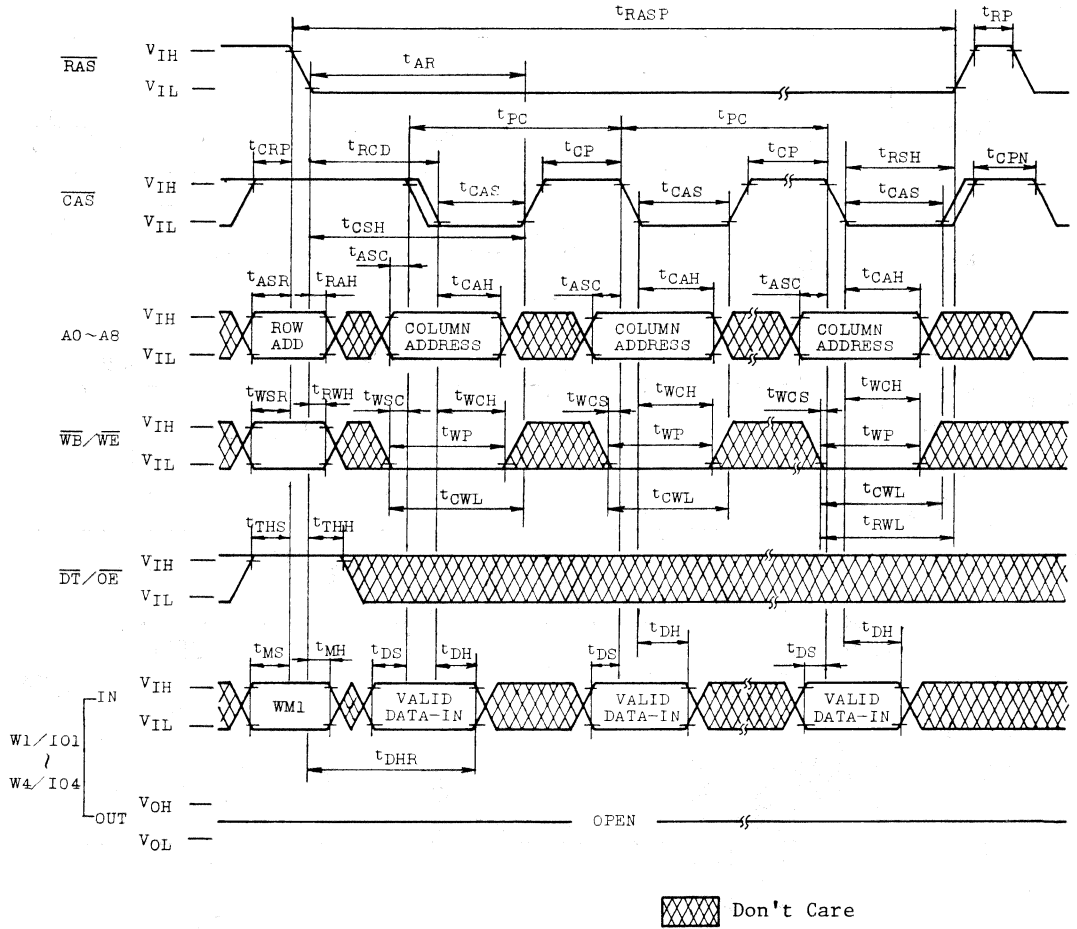 tRASP tRP
RAS VIH tAR
VIL
tPC tPC
tCRP tRCD tCP tCP tRSH tCPN
CAS VIH tCAS tCAS tCAS
VIL tCSH
tASC
tASR tRAH tCAH tASC tCAH tASC tCAH
A0~A8 VIH ROW ADD COLUMN ADDRESS COLUMN ADDRESS COLUMN ADDRESS
VIL
tWSR tRWH tWSC tWCH tWCS tWCH tWCS tWCH
WB/WE VIH tWP tWP tWP
VIL
tCWL tCWL tCWL
tTHS tTHH tRWL
DT/OE VIH
VIL
tMS tMH tDS tDH tDS tDH tDS tDH
IN VIH WM1 VALID DATA-IN VALID DATA-IN VALID DATA-IN
VIL
W1/IO1
~
W4/IO4
tDHR
OUT VOH OPEN
VOL
Don't Care